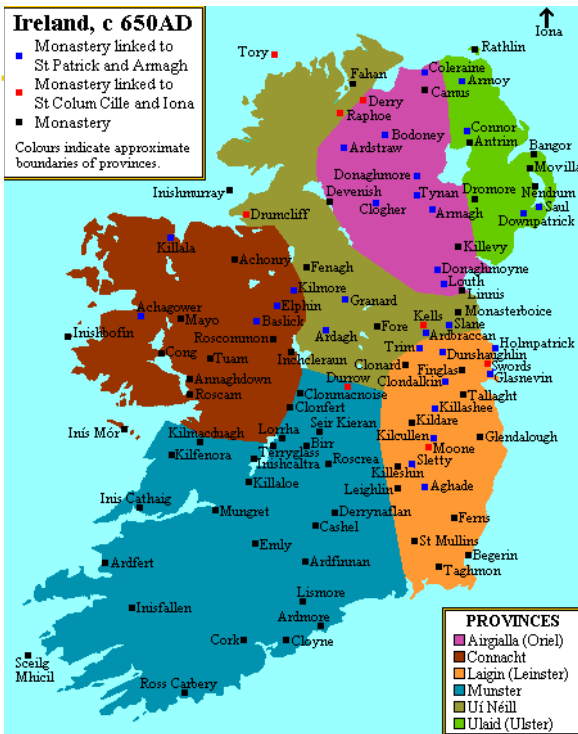 Ireland, c 650AD
Monastery linked to
St Patrick and Armagh
Monastery linked to
St Colum Cille and Iona
Monastery
Colours indicate approximate
boundaries of provinces.
Iona
Rathlin
Tory
Fahan
Coleraine
Armoy
Camus
Derry
Raphoe
Connor
Bodoney
Antrim
Ardstraw
Bangor
Movilla
Donaghmore
Devenish
Tynan
Dromore
Nendrum
Inishmurray
Saul
Clogher
Armagh
Downpatrick
Drumcliff
Killala
Killevy
Achonry
Fenagh
Donaghmoyne
Louth
Kilmore
Linnis
Granard
Elphin
Achagower
Mayo
Baslick
Kells
Monasterboice
Slane
Fore
Ardagh
Ardbraccan
Inishbofin
Roscommon
Trim
Holmpatrick
Cong
Tuam
Inchcleraun
Dunshaughlin
Clonard
Finglas
Swords
Glasnevin
Annaghdown
Durrow
Clondalkin
Roscam
Clonmacnoise
Tallaght
Clonfert
Killashee
Inís Mór
Kilmacduagh
Lorrha
Seir Kieran
Kildare
Kilcullen
Glendalough
Birr
Moone
Kilfenora
Terryglass
Inishcaltra
Roscrea
Killeshin
Sletty
Killaloe
Leighlin
Aghade
Inis Cathaig
Mungret
Derrynaflan
Cashel
Ferns
Emly
St Mullins
Ardfert
Ardfinnan
Begerin
Taghmon
Lismore
Inisfallen
Ardmore
Cork
Cloyne
Sceilg
Mhicil
Ross Carbery
PROVINCES
Airgialla (Oriel)
Connacht
Laigin (Leinster)
Munster
Uí Néill
Ulaid (Ulster)